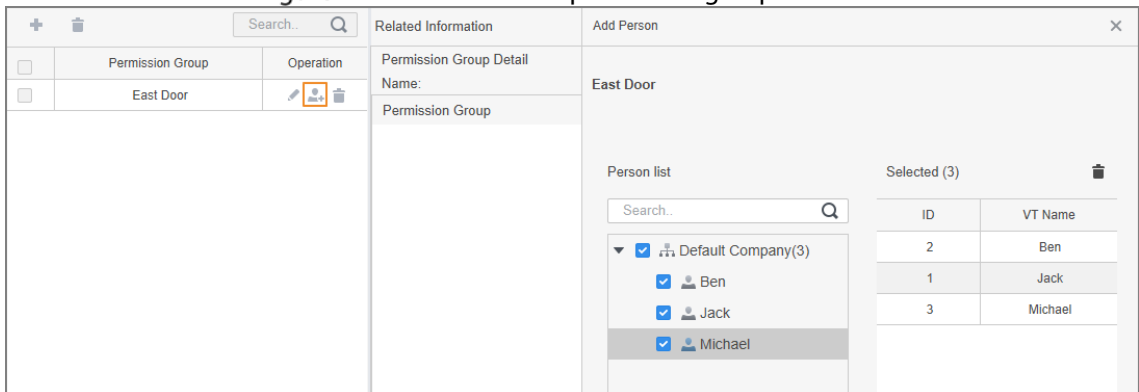 Search..
Permission Group
Operation
East Door
Related Information
Permission Group Detail
Name:
Permission Group
Add Person
East Door
Person list
Search..
Default Company(3)
Ben
Jack
Michael
Selected (3)
ID VT Name
2 Ben
1 Jack
3 Michael